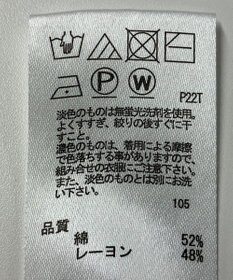 P22T
P
W
淡色のものは無蛍光洗剤を使用。
よくすすぎ、絞りの後すぐに干
すこと。
濃色のものは、着用による摩擦
で色落ちする事がありますので、
組み合せの衣服にご注意下さい。
また、淡色のものとは別にお洗
い下さい。
105
品質
綿 52%
レーヨン 48%